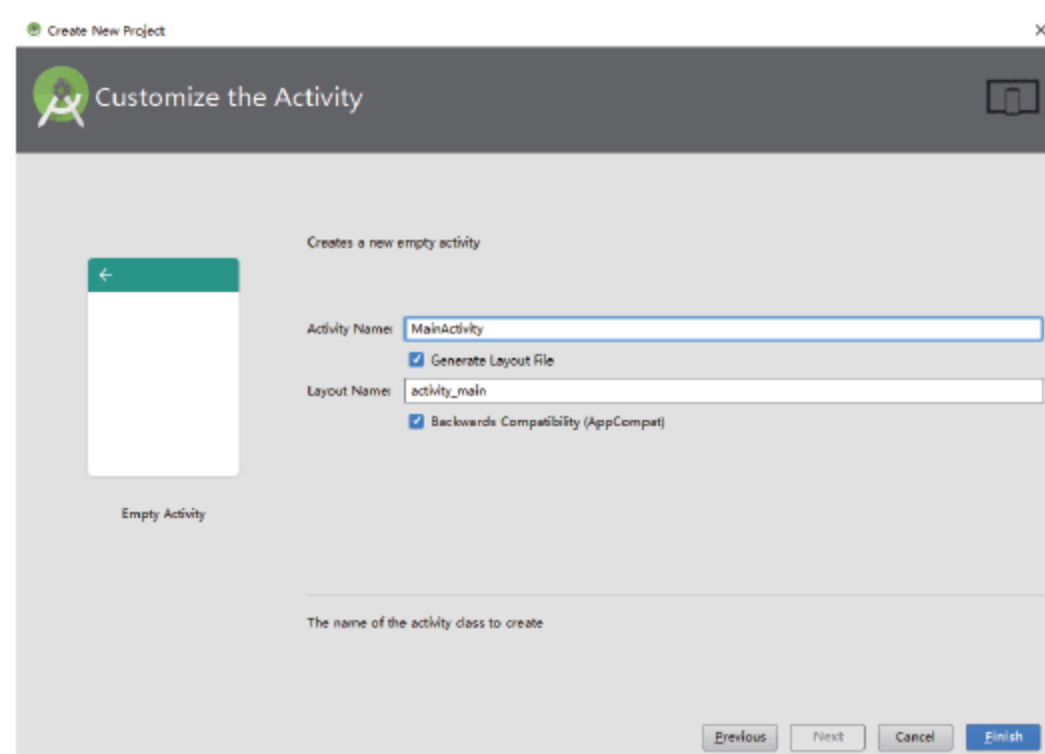 Create New Project
Customize the Activity
Creates a new empty activity
Activity Name: MainActivity
Generate Layout File
Layout Name: activity_main
Backwards Compatibility (AppCompat)
Empty Activity
The name of the activity class to create
Previous Next Cancel Finish